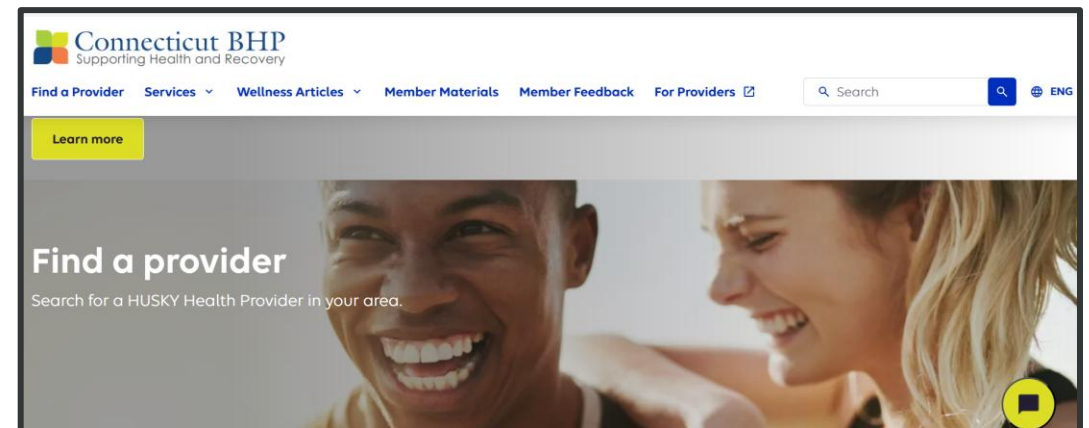 Connecticut BHP
Supporting Health and Recovery
Find a Provider Services Wellness Articles Member Materials Member Feedback For Providers Search ENG
Learn more
Find a provider
Search for a HUSKY Health Provider in your area.